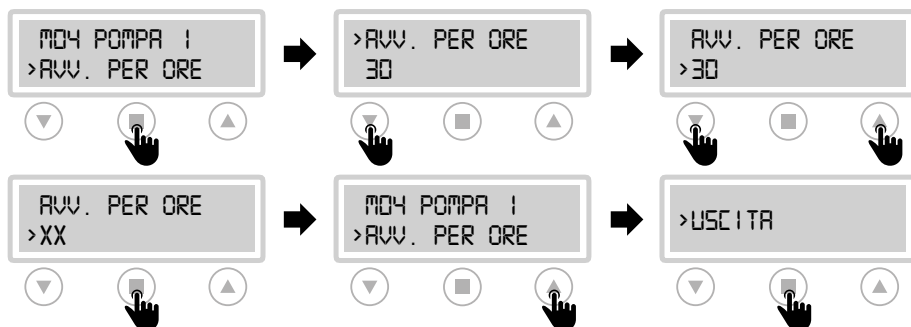 MD4 POMPA 1
>AVV. PER ORE
>AVV. PER ORE
30
AVV. PER ORE
>30
AVV. PER ORE
>XX
MD4 POMPA 1
>AVV. PER ORE
>USCITA